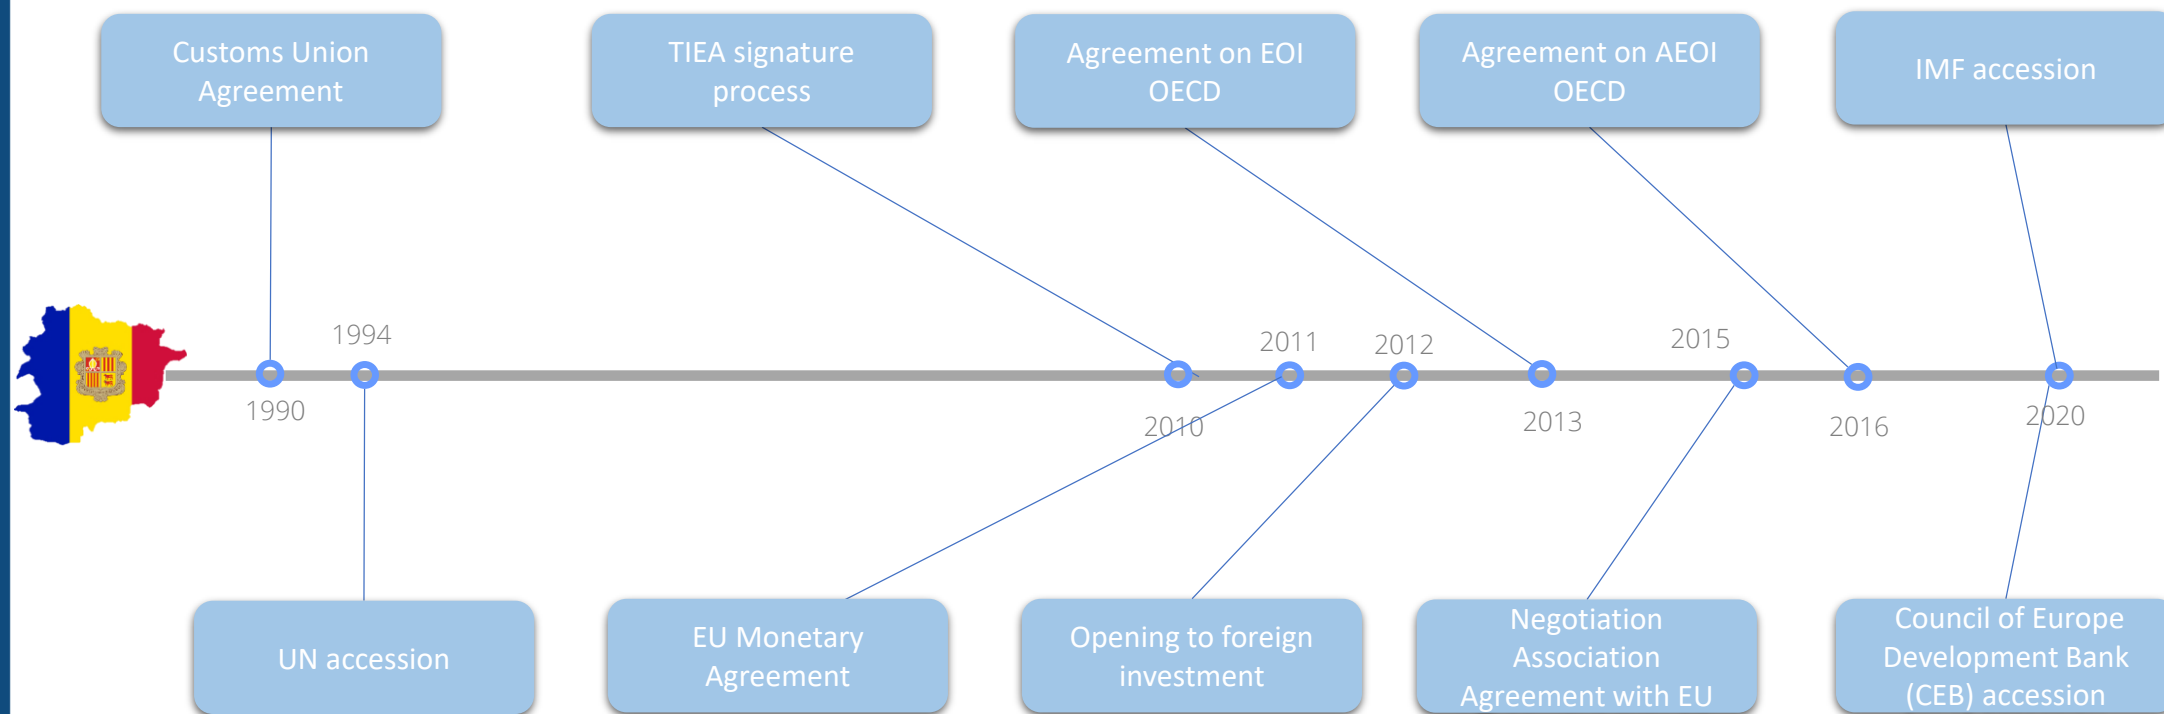 Customs Union
Agreement
TIEA signature
process
Agreement on EOI
OECD
Agreement on AEOI
OECD
IMF accession
1994
2011
2012
2015
1990
2010
2013
2016
2020
UN accession
EU Monetary
Agreement
Opening to foreign
investment
Negotiation
Association
Agreement with EU
Council of Europe
Development Bank
(CEB) accession